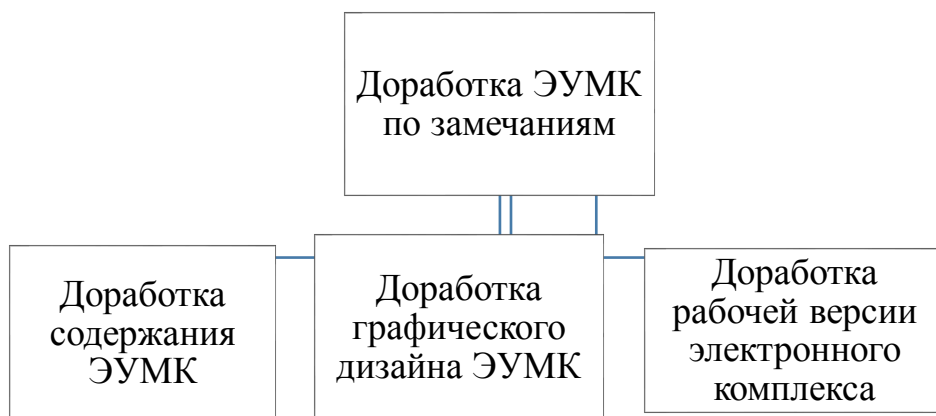 Доработка ЭУМК
по замечаниям
Доработка
содержания
ЭУМК
Доработка
графического
дизайна ЭУМК
Доработка
рабочей версии
электронного
комплекса